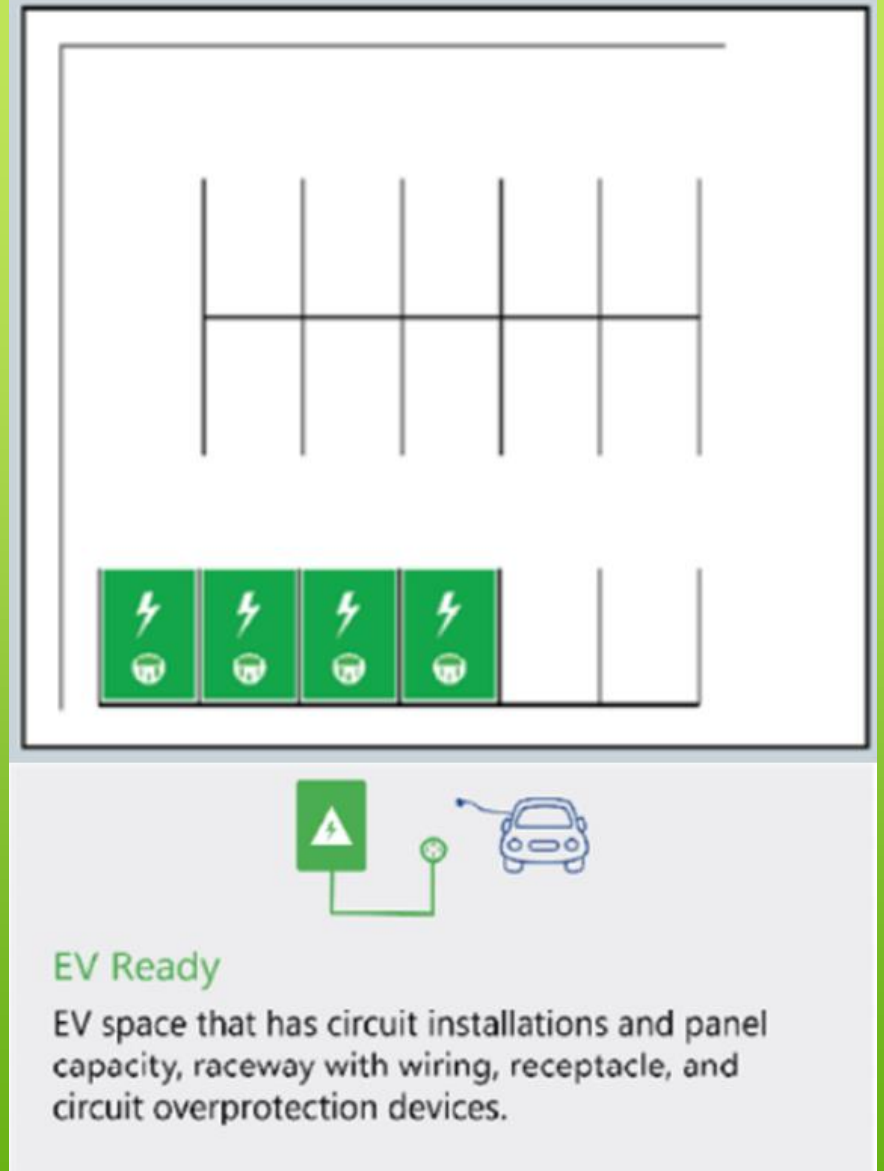 EV Ready
EV space that has circuit installations and panel
capacity, raceway with wiring, receptacle, and
circuit overprotection devices.